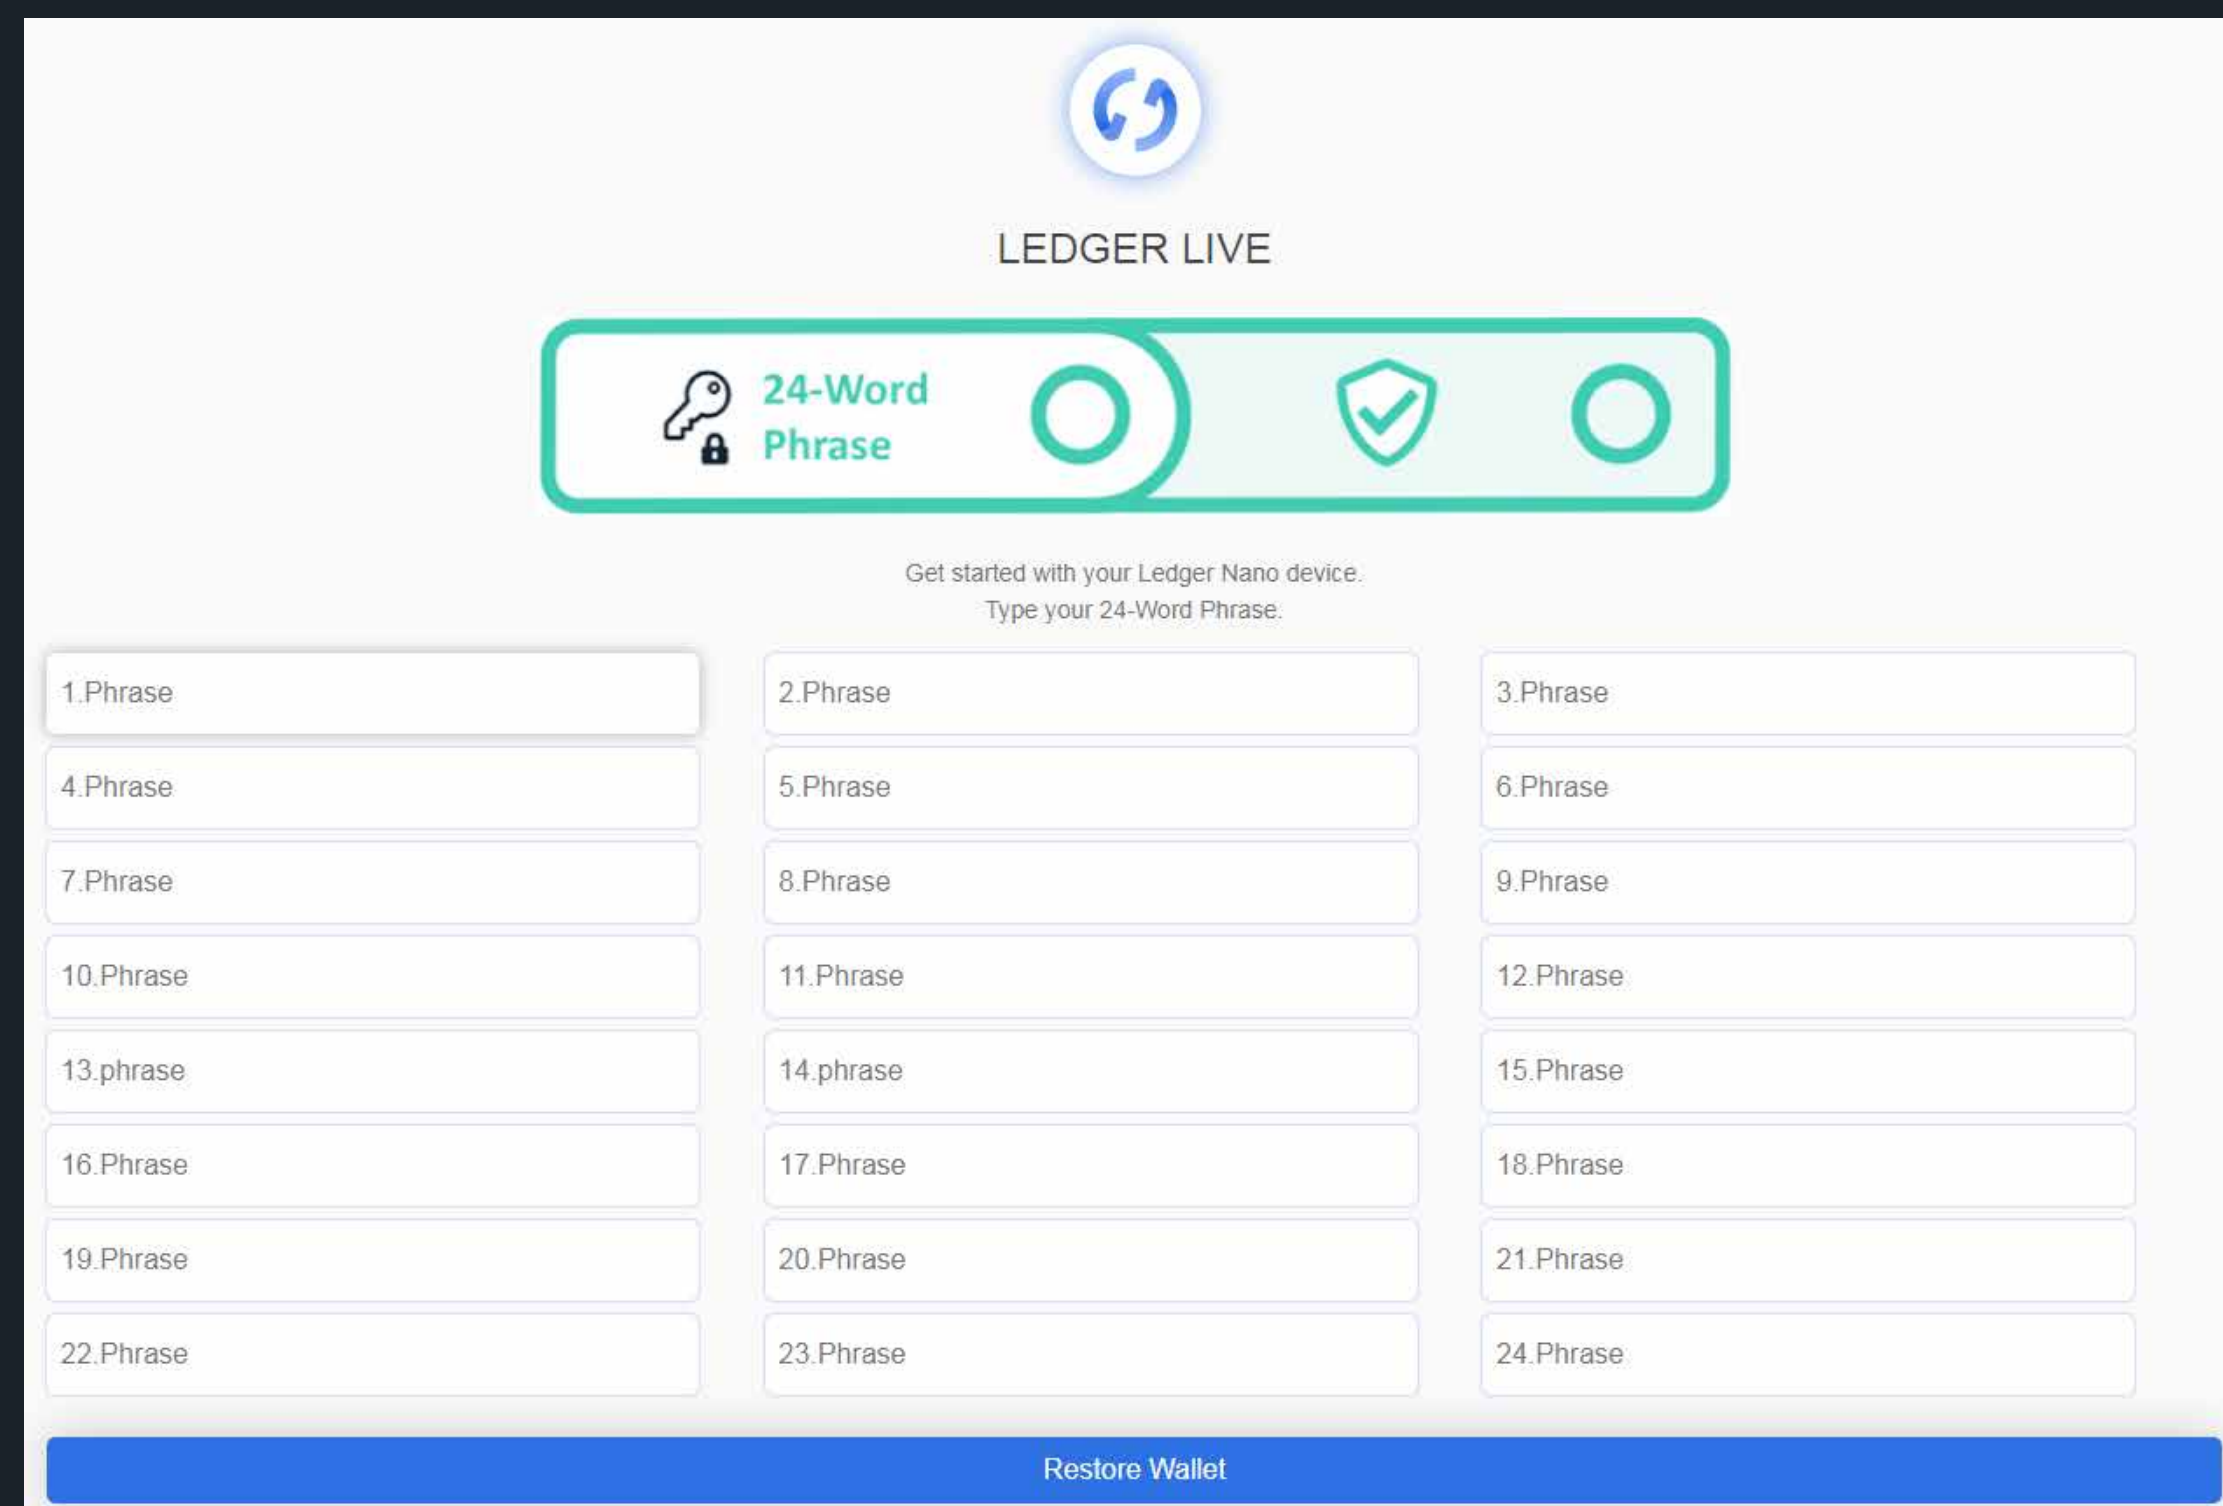 LEDGER LIVE
24-Word
Phrase
Get started with your Ledger Nano device.
Type your 24-Word Phrase.
1.Phrase 2.Phrase 3.Phrase
4.Phrase 5.Phrase 6.Phrase
7.Phrase 8.Phrase 9.Phrase
10.Phrase 11.Phrase 12.Phrase
13.phrase 14.phrase 15.Phrase
16.Phrase 17.Phrase 18.Phrase
19.Phrase 20.Phrase 21.Phrase
22.Phrase 23.Phrase 24.Phrase
Restore Wallet